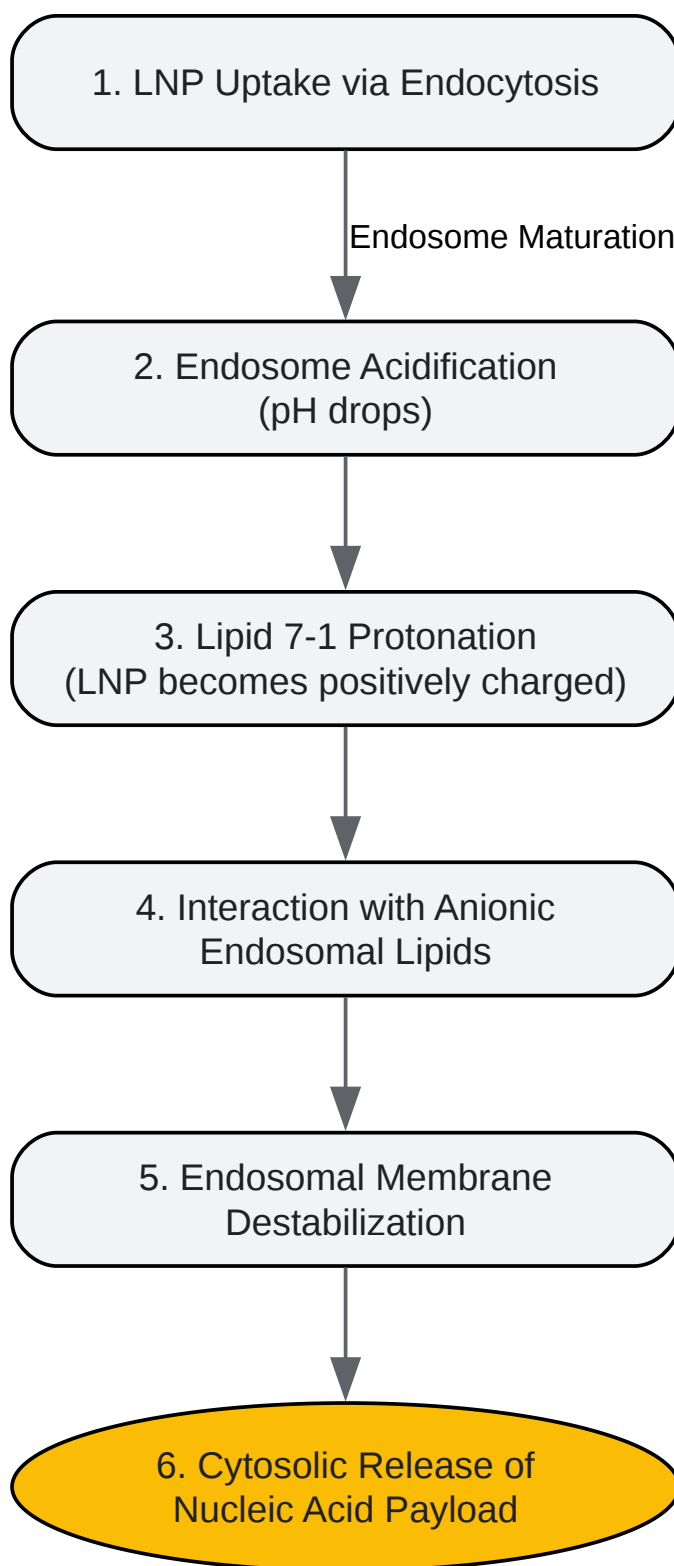 1. LNP Uptake via Endocytosis
Endosome Maturation
2. Endosome Acidification
(pH drops)
3. Lipid 7-1 Protonation
(LNP becomes positively charged)
4. Interaction with Anionic
Endosomal Lipids
5. Endosomal Membrane
Destabilization
6. Cytosolic Release of
Nucleic Acid Payload